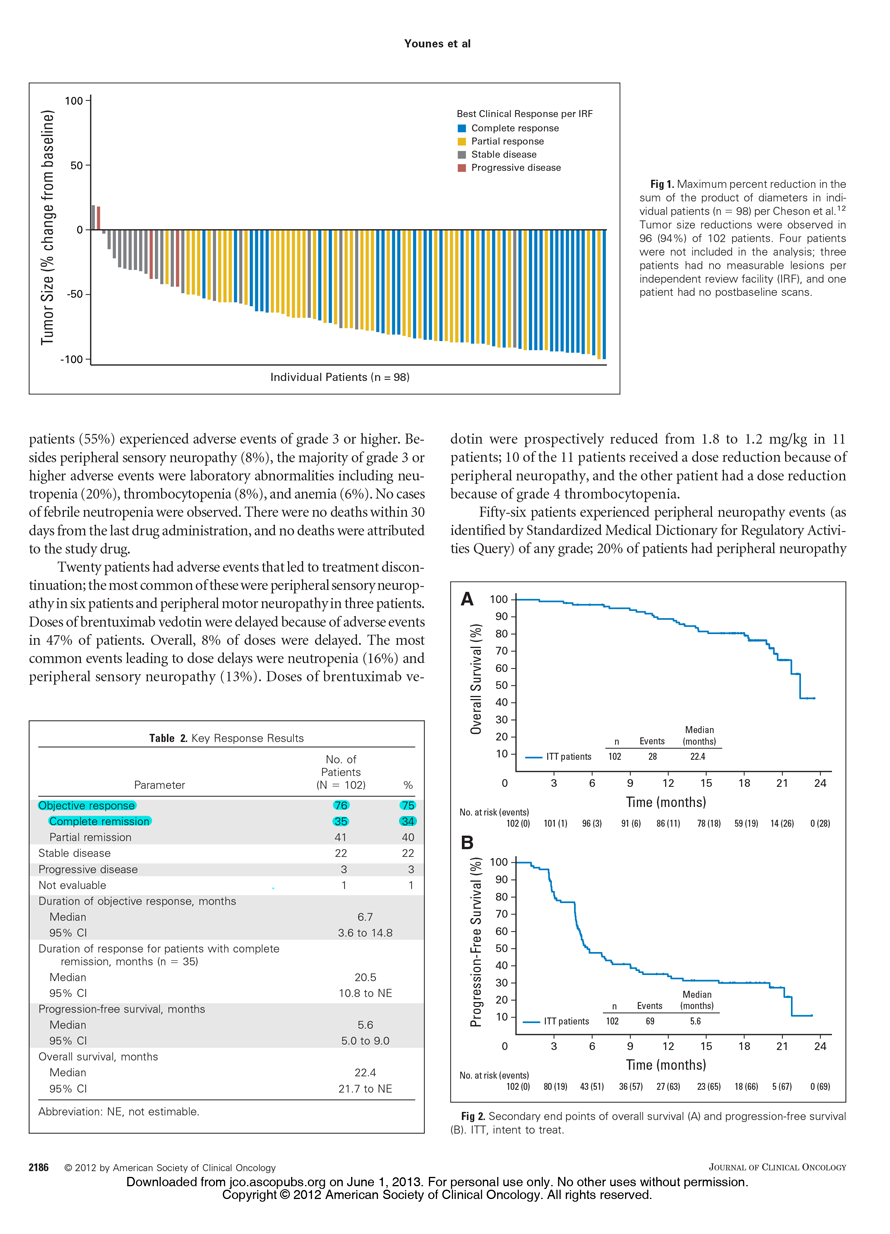 Younes et al
100
50
0
-50
-100
Tumor Size (% change from baseline)
Best Clinical Response per IRF
Complete response
Partial response
Stable disease
Progressive disease
Individual Patients (n = 98)
Fig 1. Maximum percent reduction in the
sum of the product of diameters in indi-
vidual patients (n = 98) per Cheson et al.12
Tumor size reductions were observed in
96 (94%) of 102 patients. Four patients
were not included in the analysis; three
patients had no measurable lesions per
independent review facility (IRF), and one
patient had no postbaseline scans.
patients (55%) experienced adverse events of grade 3 or higher. Be-
sides peripheral sensory neuropathy (8%), the majority of grade 3 or
higher adverse events were laboratory abnormalities including neu-
tropenia (20%), thrombocytopenia (8%), and anemia (6%). No cases
of febrile neutropenia were observed. There were no deaths within 30
days from the last drug administration, and no deaths were attributed
to the study drug.
Twenty patients had adverse events that led to treatment discon-
tinuation; the most common of these were peripheral sensory neurop-
athy in six patients and peripheral motor neuropathy in three patients.
Doses of brentuximab vedotin were delayed because of adverse events
in 47% of patients. Overall, 8% of doses were delayed. The most
common events leading to dose delays were neutropenia (16%) and
peripheral sensory neuropathy (13%). Doses of brentuximab ve-
dotin were prospectively reduced from 1.8 to 1.2 mg/kg in 11
patients; 10 of the 11 patients received a dose reduction because of
peripheral neuropathy, and the other patient had a dose reduction
because of grade 4 thrombocytopenia.
Fifty-six patients experienced peripheral neuropathy events (as
identified by Standardized Medical Dictionary for Regulatory Activi-
ties Query) of any grade; 20% of patients had peripheral neuropathy
Table 2. Key Response Results
Parameter No. of Patients (N = 102) %
Objective response 76 75
Complete remission 35 34
Partial remission 41 40
Stable disease 22 22
Progressive disease 3 3
Not evaluable 1 1
Duration of objective response, months
Median 6.7
95% CI 3.6 to 14.8
Duration of response for patients with complete
remission, months (n = 35)
Median 20.5
95% CI 10.8 to NE
Progression-free survival, months
Median 5.6
95% CI 5.0 to 9.0
Overall survival, months
Median 22.4
95% CI 21.7 to NE
Abbreviation: NE, not estimable.
A
Overall Survival (%)
100
90
80
70
60
50
40
30
20
10
n Events Median (months)
ITT patients 102 28 22.4
0 3 6 9 12 15 18 21 24
Time (months)
No. at risk (events)
102 (0) 101 (1) 96 (3) 91 (6) 86 (11) 78 (18) 59 (19) 14 (26) 0 (28)
B
Progression-Free Survival (%)
100
90
80
70
60
50
40
30
20
10
n Events Median (months)
ITT patients 102 69 5.6
0 3 6 9 12 15 18 21 24
Time (months)
No. at risk (events)
102 (0) 80 (19) 43 (51) 36 (57) 27 (63) 23 (65) 18 (66) 5 (67) 0 (69)
Fig 2. Secondary end points of overall survival (A) and progression-free survival
(B). ITT, intent to treat.
2186 © 2012 by American Society of Clinical Oncology
JOURNAL OF CLINICAL ONCOLOGY
Downloaded from jco.ascopubs.org on June 1, 2013. For personal use only. No other uses without permission.
Copyright © 2012 American Society of Clinical Oncology. All rights reserved.